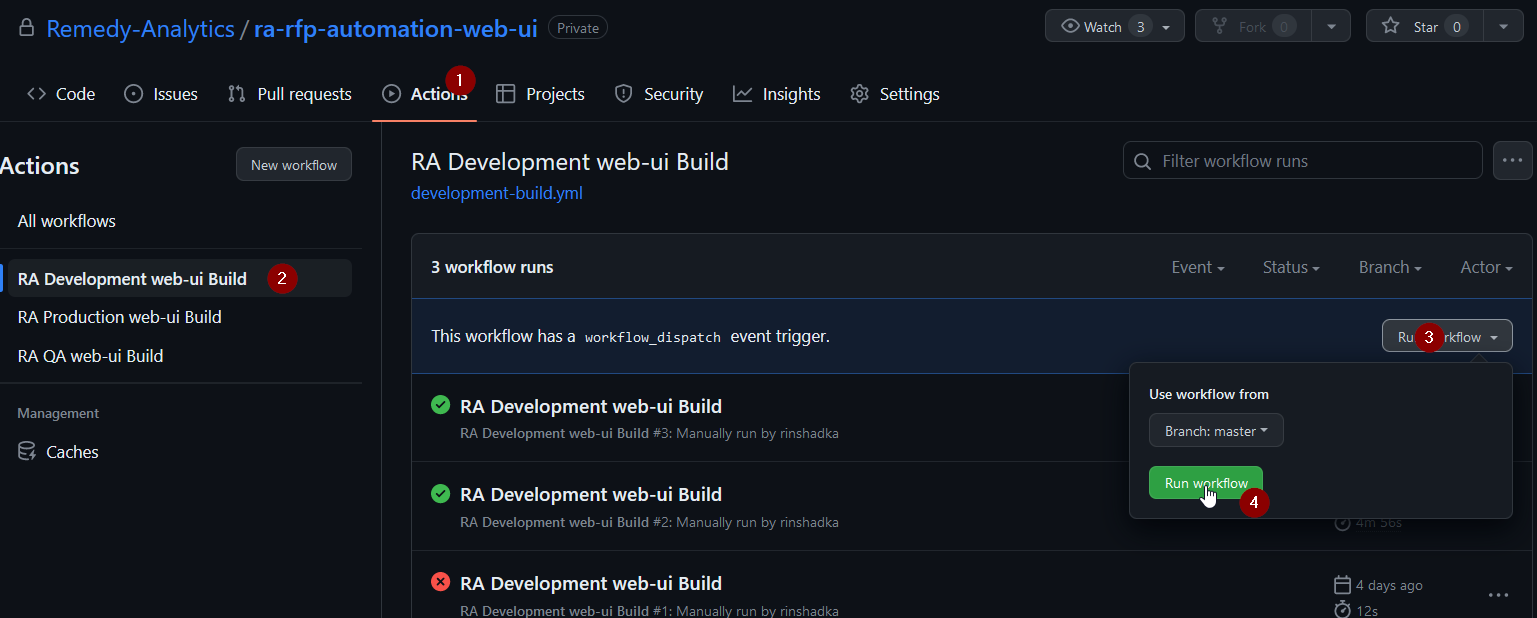 Remedy-Analytics / ra-rfp-automation-web-ui Private
Watch 3 Fork 0 Star 0
Code Issues Pull requests Actions 1 Projects Security Insights Settings
Actions
New workflow
All workflows
RA Development web-ui Build 2
RA Production web-ui Build
RA QA web-ui Build
Management
Caches
RA Development web-ui Build
development-build.yml
Filter workflow runs
3 workflow runs
Event Status Branch Actor
This workflow has a workflow_dispatch event trigger.
Run workflow 3
Use workflow from
Branch: master
Run workflow 4
RA Development web-ui Build
RA Development web-ui Build #3: Manually run by rinshadka
RA Development web-ui Build
RA Development web-ui Build #2: Manually run by rinshadka
4m 56s
RA Development web-ui Build
RA Development web-ui Build #1: Manually run by rinshadka
4 days ago
12s